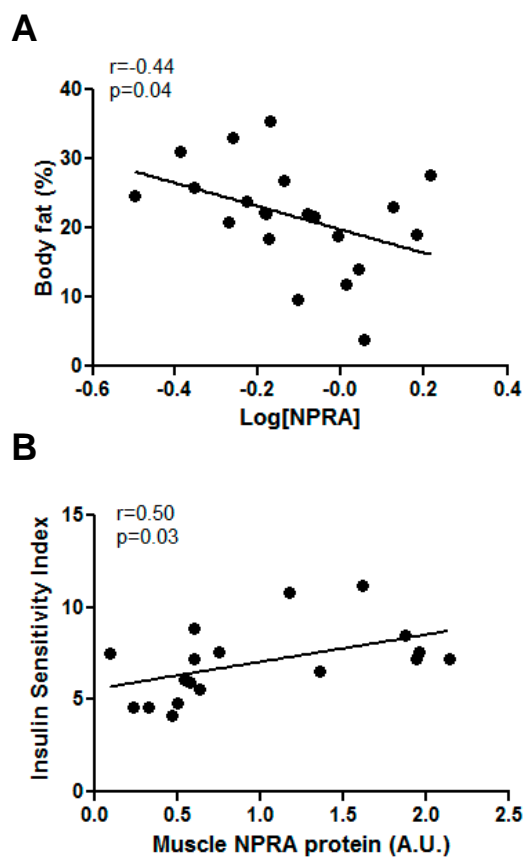 A
r=-0.44
p=0.04
40
30
20
10
0
Body fat (%)
-0.6 -0.4 -0.2 -0.0 0.2 0.4
Log[NPRA]
B
r=0.50
p=0.03
15
10
5
0
Insulin Sensitivity Index
0.0 0.5 1.0 1.5 2.0 2.5
Muscle NPRA protein (A.U.)